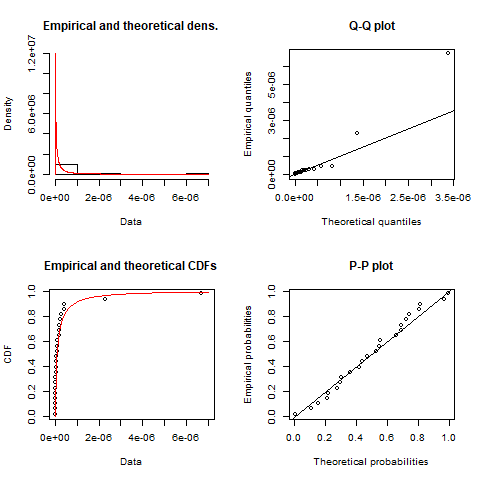 Empirical and theoretical dens.
Density
0.0e+00 6.0e+06 1.2e+07
0e+00 2e-06 4e-06 6e-06
Data
Q-Q plot
Empirical quantiles
0e+00 3e-06 5e-06
0.0e+00 1.5e-06 2.5e-06 3.5e-06
Theoretical quantiles
Empirical and theoretical CDFs
CDF
0.0 0.2 0.4 0.6 0.8 1.0
0e+00 2e-06 4e-06 6e-06
Data
P-P plot
Empirical probabilities
0.0 0.2 0.4 0.6 0.8 1.0
0.0 0.2 0.4 0.6 0.8 1.0
Theoretical probabilities